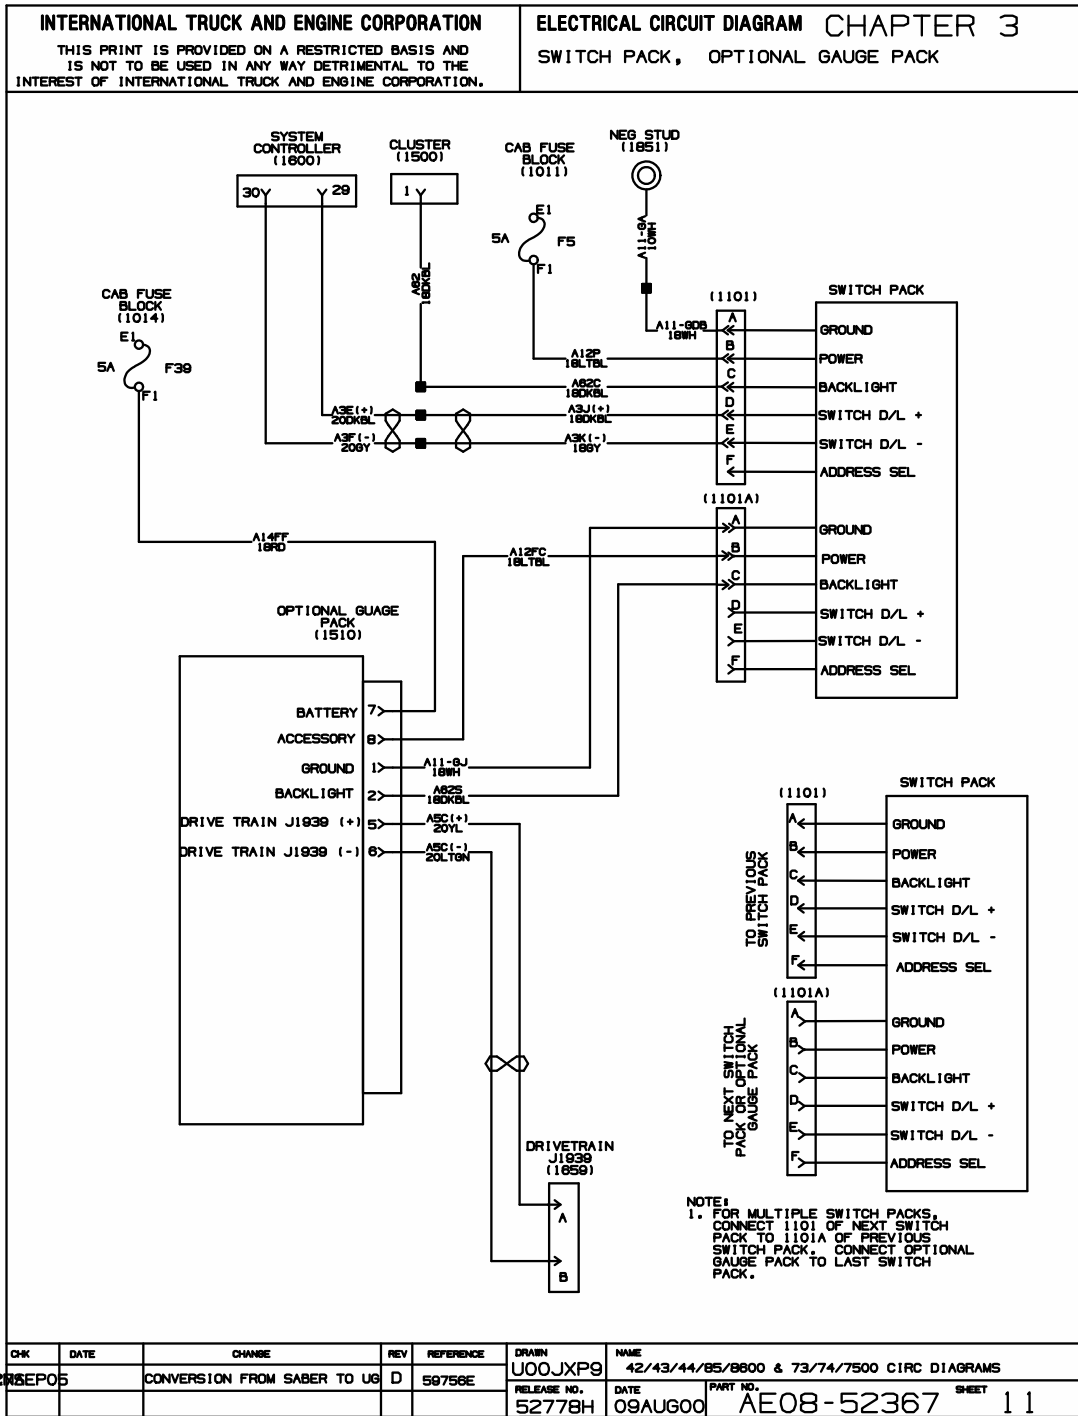 INTERNATIONAL TRUCK AND ENGINE CORPORATION
THIS PRINT IS PROVIDED ON A RESTRICTED BASIS AND
IS NOT TO BE USED IN ANY WAY DETRIMENTAL TO THE
INTEREST OF INTERNATIONAL TRUCK AND ENGINE CORPORATION.
ELECTRICAL CIRCUIT DIAGRAM CHAPTER 3
SWITCH PACK, OPTIONAL GAUGE PACK
SYSTEM
CONTROLLER
(1600)
30 29
CLUSTER
(1500)
1
CAB FUSE
BLOCK
(1011)
E1
5A F5
F1
NEG STUD
(1851)
A11-GA
10WH
A62
18DKBL
CAB FUSE
BLOCK
(1014)
E1
5A F39
F1
(1101)
SWITCH PACK
A11-GDB
18WH
A
GROUND
A12P
18LTBL
B
POWER
A62C
18DKBL
C
BACKLIGHT
A3E(+)
20DKBL
A3J(+)
18DKBL
D
SWITCH D/L +
A3F(-)
20GY
A3K(-)
18GY
E
SWITCH D/L -
F
ADDRESS SEL
(1101A)
A
GROUND
B
POWER
C
BACKLIGHT
D
SWITCH D/L +
E
SWITCH D/L -
F
ADDRESS SEL
A14FF
18RD
A12FC
18LTBL
OPTIONAL GUAGE
PACK
(1510)
BATTERY 7
ACCESSORY 8
GROUND 1
A11-GJ
18WH
BACKLIGHT 2
A62S
18DKBL
DRIVE TRAIN J1939 (+) 5
A5C(+)
20YL
DRIVE TRAIN J1939 (-) 6
A5C(-)
20LTGN
DRIVETRAIN
J1939
(1659)
A
B
SWITCH PACK
(1101)
TO PREVIOUS
SWITCH PACK
A GROUND
B POWER
C BACKLIGHT
D SWITCH D/L +
E SWITCH D/L -
F ADDRESS SEL
(1101A)
TO NEXT SWITCH
PACK OR OPTIONAL
GAUGE PACK
A GROUND
B POWER
C BACKLIGHT
D SWITCH D/L +
E SWITCH D/L -
F ADDRESS SEL
NOTE:
1. FOR MULTIPLE SWITCH PACKS,
CONNECT 1101 OF NEXT SWITCH
PACK TO 1101A OF PREVIOUS
SWITCH PACK. CONNECT OPTIONAL
GAUGE PACK TO LAST SWITCH
PACK.
CHK DATE CHANGE REV REFERENCE
CONVERSION FROM SABER TO UG D 59756E
DRAWN
U00JXP9
NAME
42/43/44/85/8600 & 73/74/7500 CIRC DIAGRAMS
RELEASE NO.
52778H
DATE
09AUG00
PART NO.
AE08-52367
SHEET
11